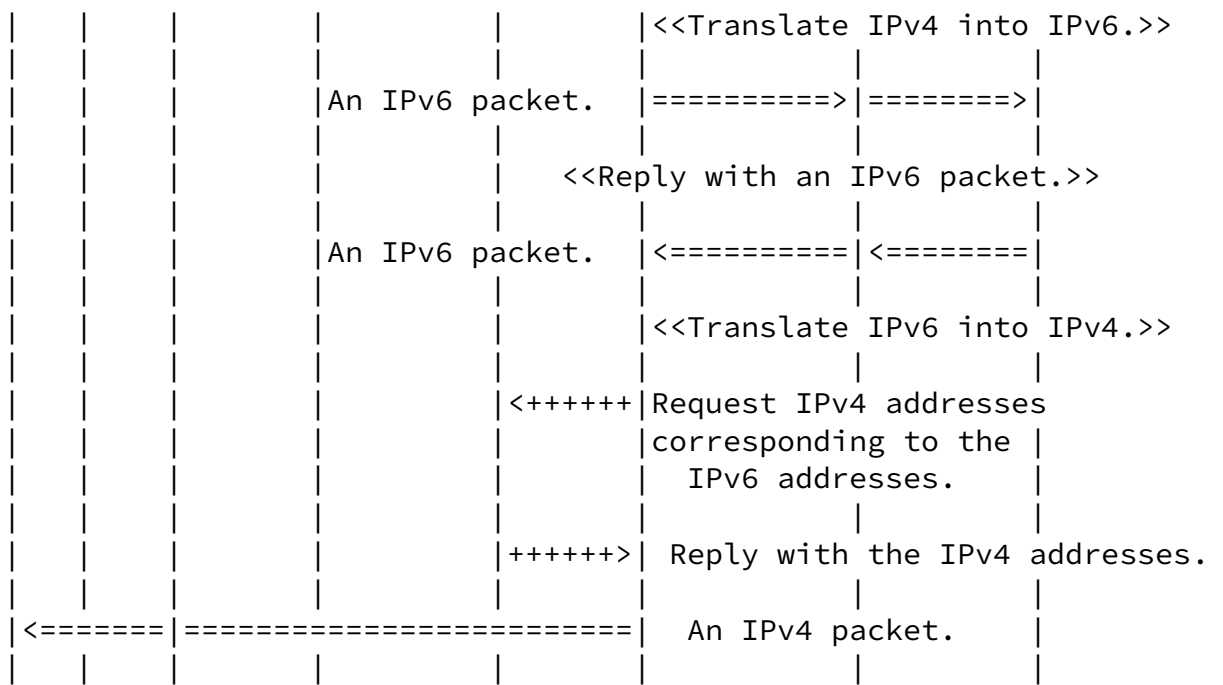 <<Translate IPv4 into IPv6.>>
An IPv6 packet. |==========>|========>|
<<Reply with an IPv6 packet.>>
An IPv6 packet. |<==========|<========|
<<Translate IPv6 into IPv4.>>
|<++++++|Request IPv4 addresses
|corresponding to the |
IPv6 addresses. |
|++++++>| Reply with the IPv4 addresses.
|<=======|=========================| An IPv4 packet. |